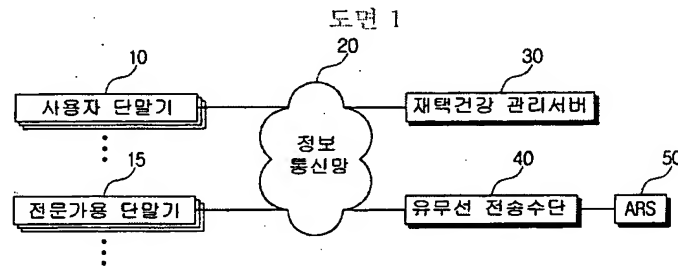 도면 1
10
20
30
사용자 단말기
재택건강 관리서버
정보
통신망
15
40
50
전문가용 단말기
유무선 전송수단
ARS